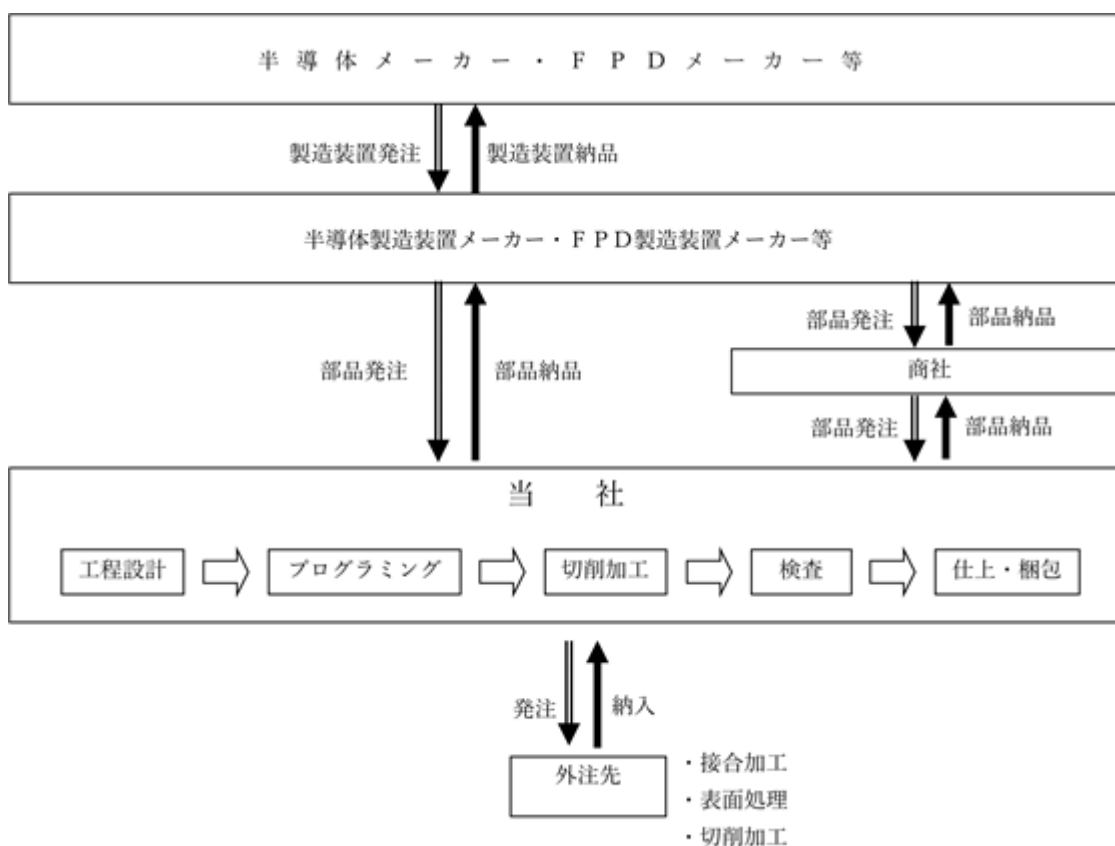 半導体メーカー・ＦＰＤメーカー等
製造装置発注
製造装置納品
半導体製造装置メーカー・ＦＰＤ製造装置メーカー等
部品発注
部品納品
部品発注
部品納品
商社
部品発注
部品納品
当　社
工程設計
プログラミング
切削加工
検査
仕上・梱包
発注
納入
外注先
・接合加工
・表面処理
・切削加工